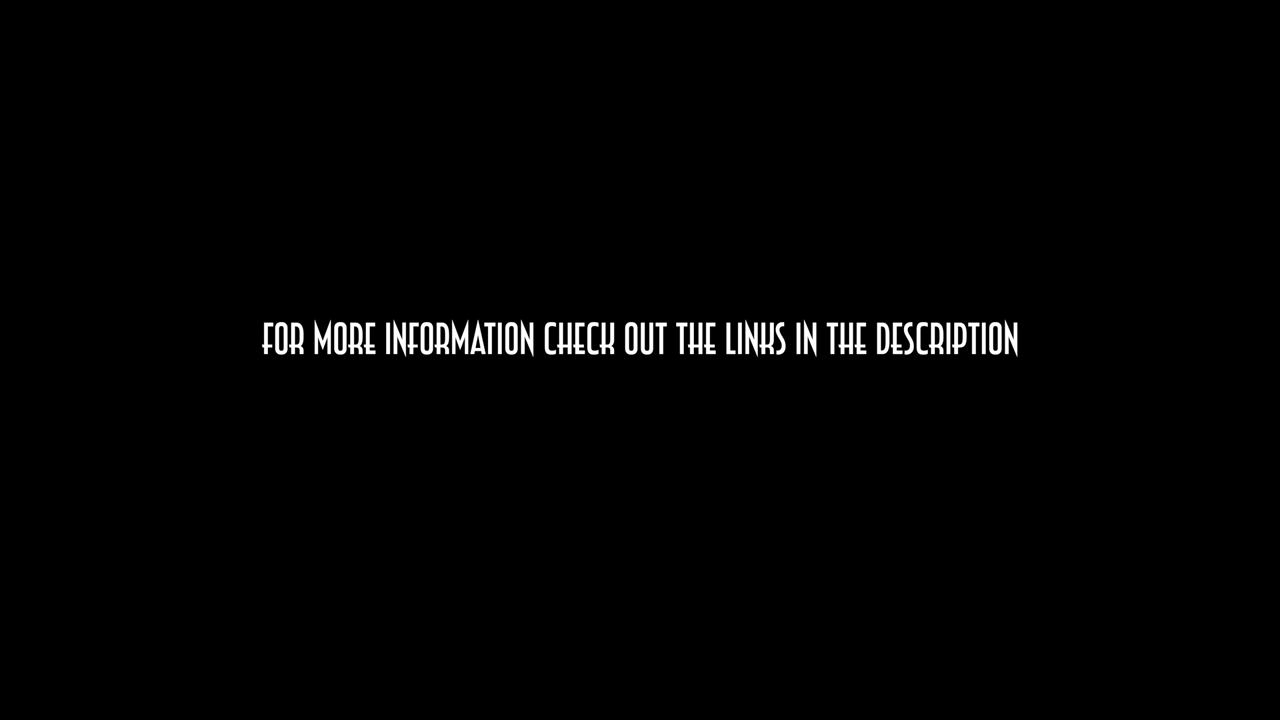 FOR MORE INFORMATION CHECK OUT THE LINKS IN THE DESCRIPTION